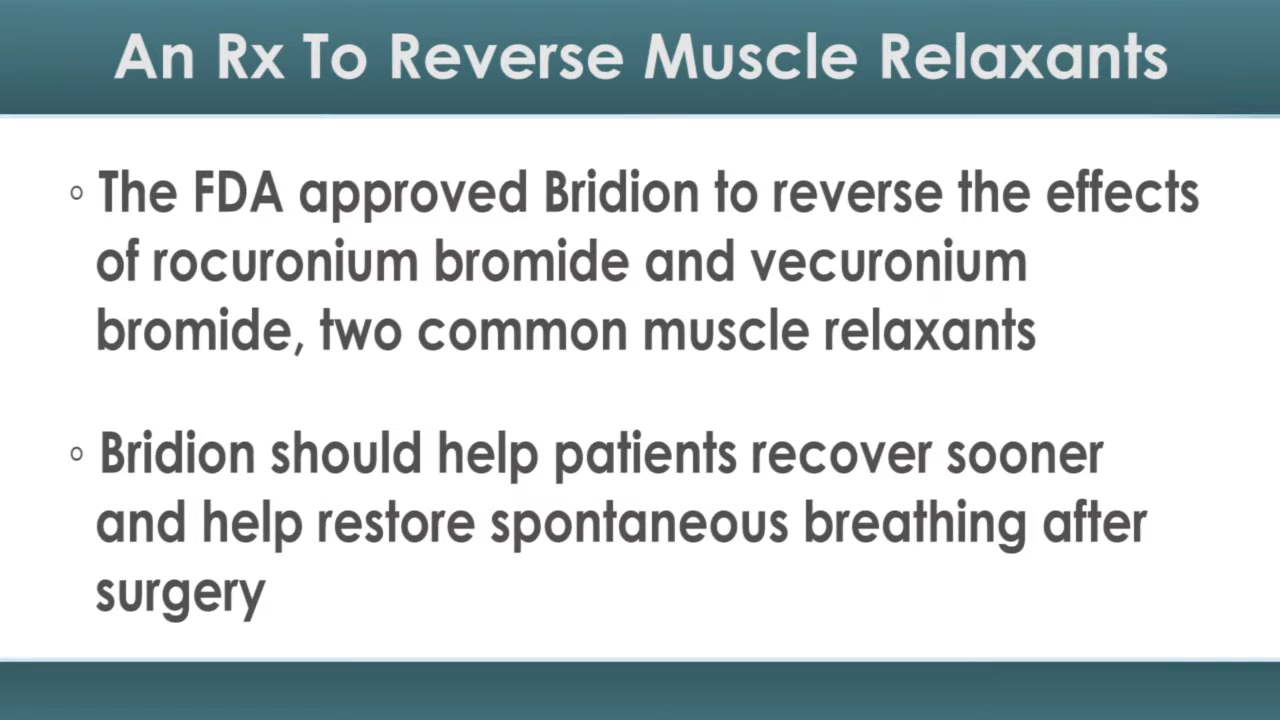 An Rx To Reverse Muscle Relaxants
◦ The FDA approved Bridion to reverse the effects
of rocuronium bromide and vecuronium
bromide, two common muscle relaxants
◦ Bridion should help patients recover sooner
and help restore spontaneous breathing after
surgery